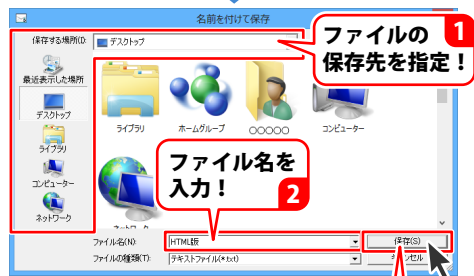 名前を付けて保存
保存する場所(I):
デスクトップ
ファイルの
保存先を指定！
1
最近表示した場所
デスクトップ
ライブラリ
コンピューター
ネットワーク
ライブラリ
ホームグループ
○○○○○
コンピューター
ファイル名を
入力！
2
ファイル名(N):
HTML版
保存(S)
ファイルの種類(T):
テキストファイル(*.txt)